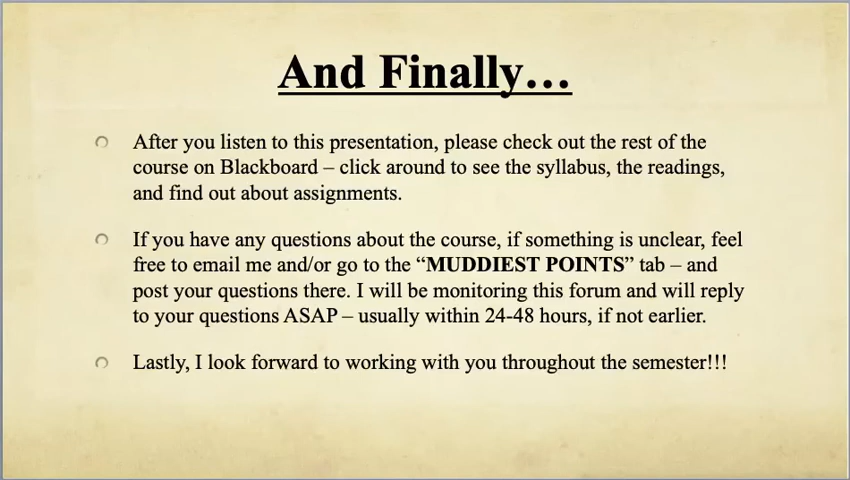 And Finally…
After you listen to this presentation, please check out the rest of the
course on Blackboard – click around to see the syllabus, the readings,
and find out about assignments.
If you have any questions about the course, if something is unclear, feel
free to email me and/or go to the “MUDDIEST POINTS” tab – and
post your questions there. I will be monitoring this forum and will reply
to your questions ASAP – usually within 24-48 hours, if not earlier.
Lastly, I look forward to working with you throughout the semester!!!